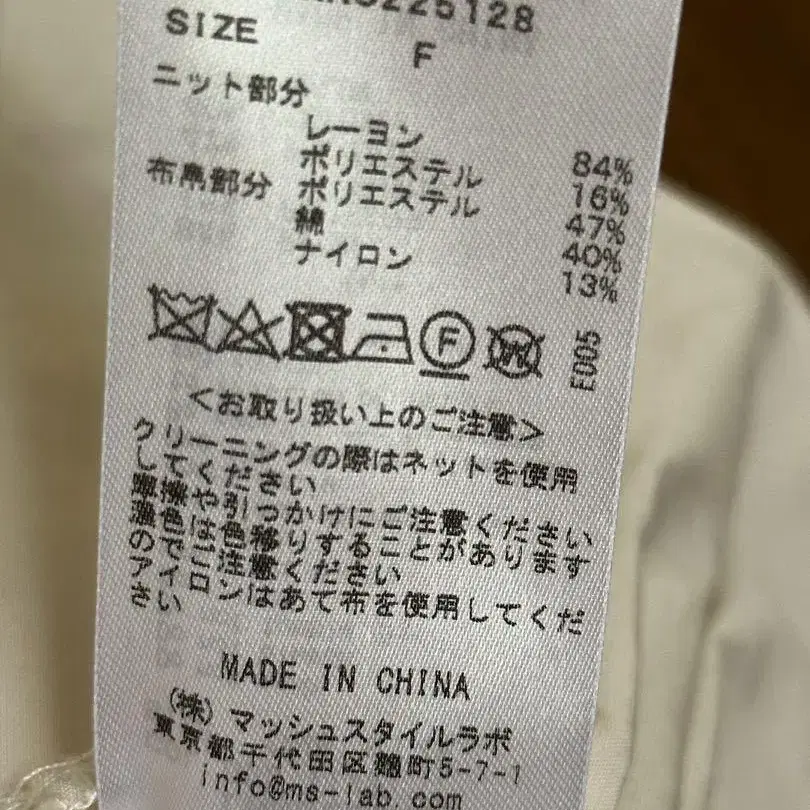 225128
SIZE F
ニット部分
レーヨン 84%
ポリエステル 16%
布帛部分 ポリエステル 47%
綿 40%
ナイロン 13%
F W E005
<お取り扱い上のご注意>
クリーニングの際はネットを使用
してください
摩擦や引っかけにご注意ください
濃色は色移りすることがあります
のでご注意ください
アイロンはあて布を使用してくだ
さい
MADE IN CHINA
(株)マッシュスタイルラボ
東京都千代田区麹町5-7-1
info@ms-lab.com